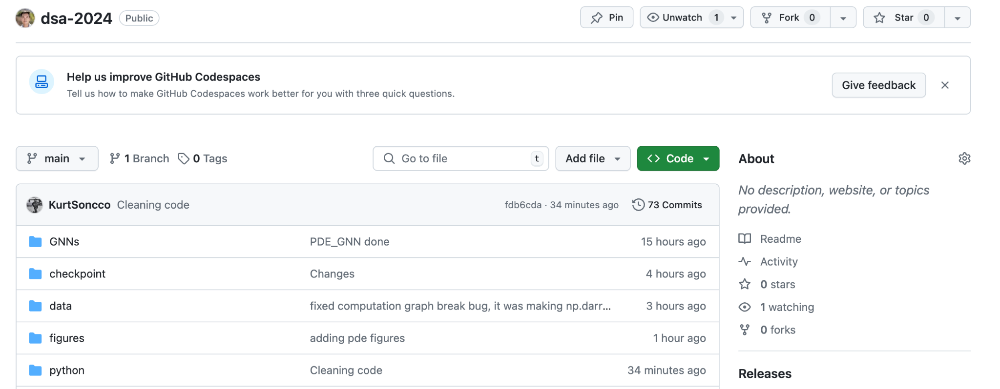 dsa-2024 Public Pin Unwatch 1 Fork 0 Star 0
Help us improve GitHub Codespaces
Tell us how to make GitHub Codespaces work better for you with three quick questions.
Give feedback
main 1 Branch 0 Tags Go to file t Add file Code
KurtSoncco Cleaning code fdb6cda · 34 minutes ago 73 Commits
GNNs PDE_GNN done 15 hours ago
checkpoint Changes 4 hours ago
data fixed computation graph break bug, it was making np.darr... 3 hours ago
figures adding pde figures 1 hour ago
python Cleaning code 34 minutes ago
About
No description, website, or topics
provided.
Readme
Activity
0 stars
1 watching
0 forks
Releases